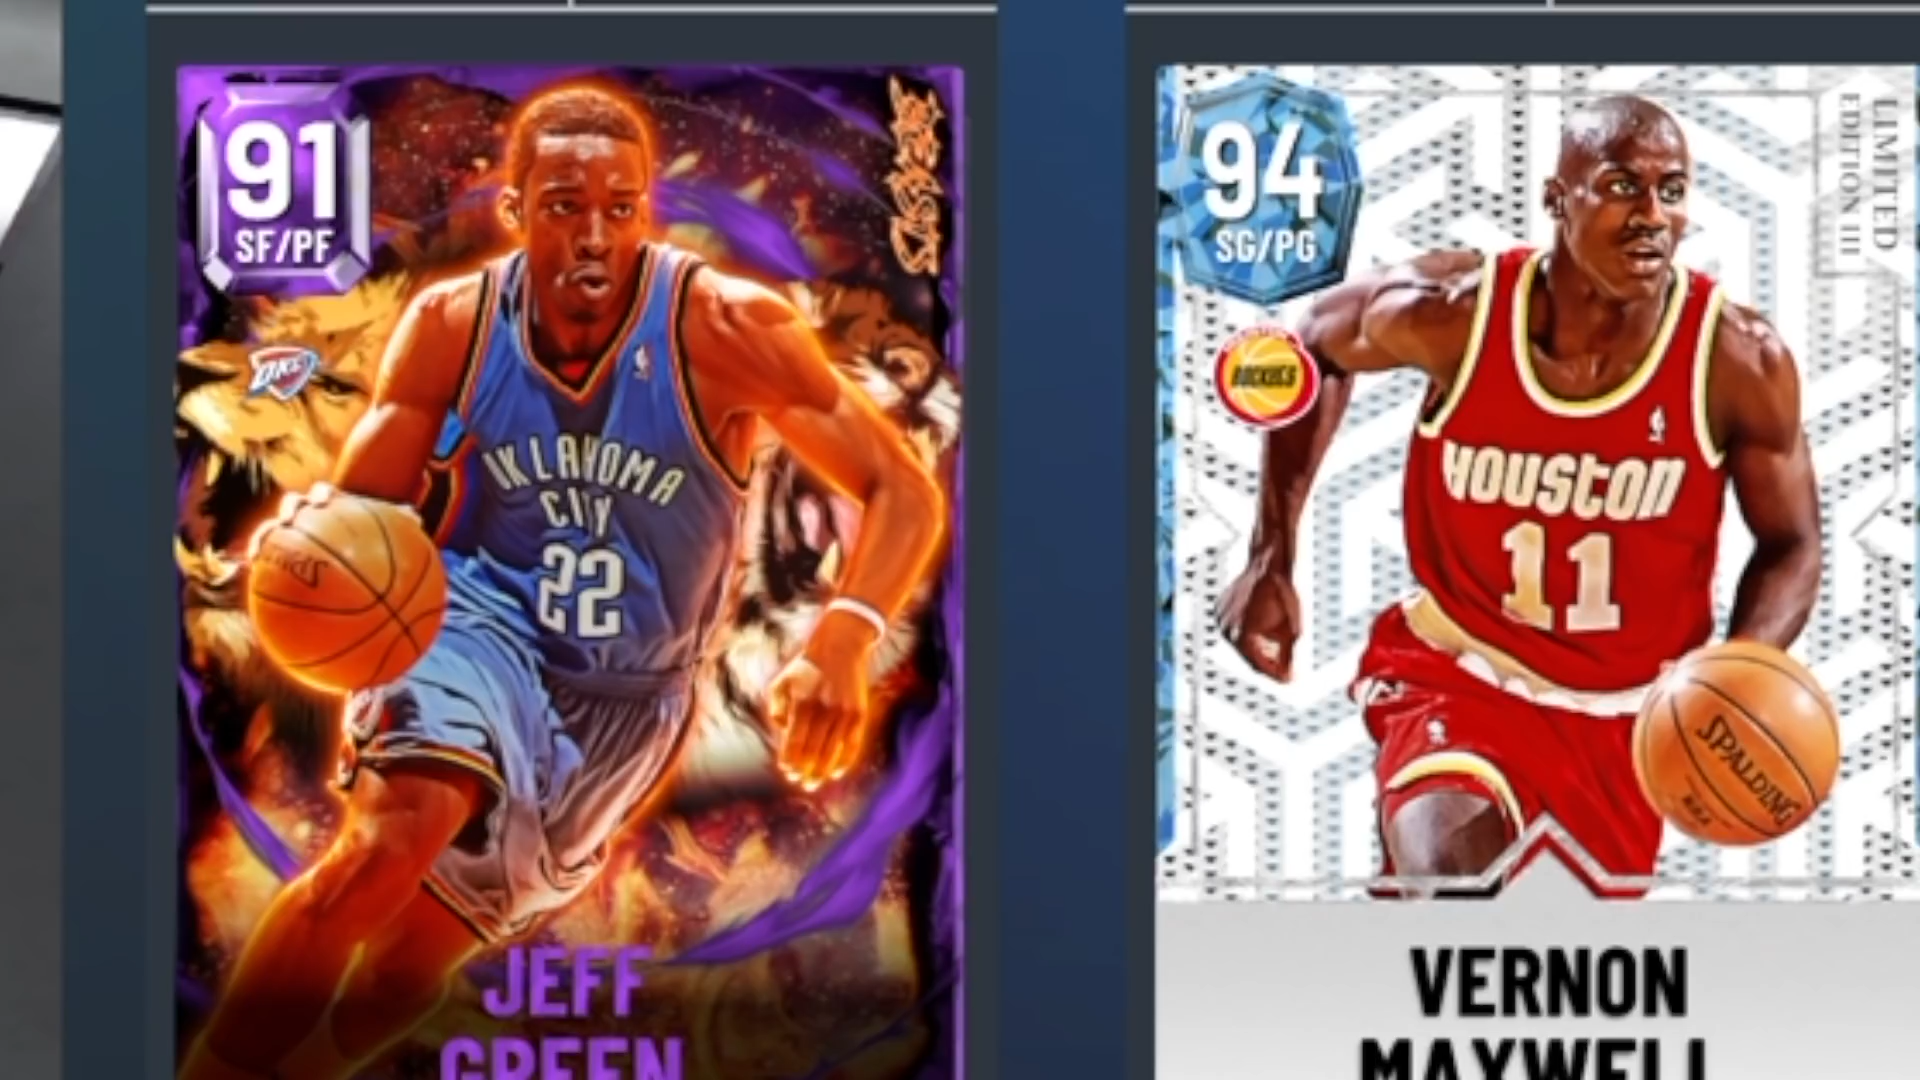 91
SF/PF
OKC
OKLAHOMA
CITY
22
JEFF
GREEN
94
SG/PG
LIMITED
EDITION III
ROCKETS
HOUSTON
11
SPALDING
VERNON
MAXWELL